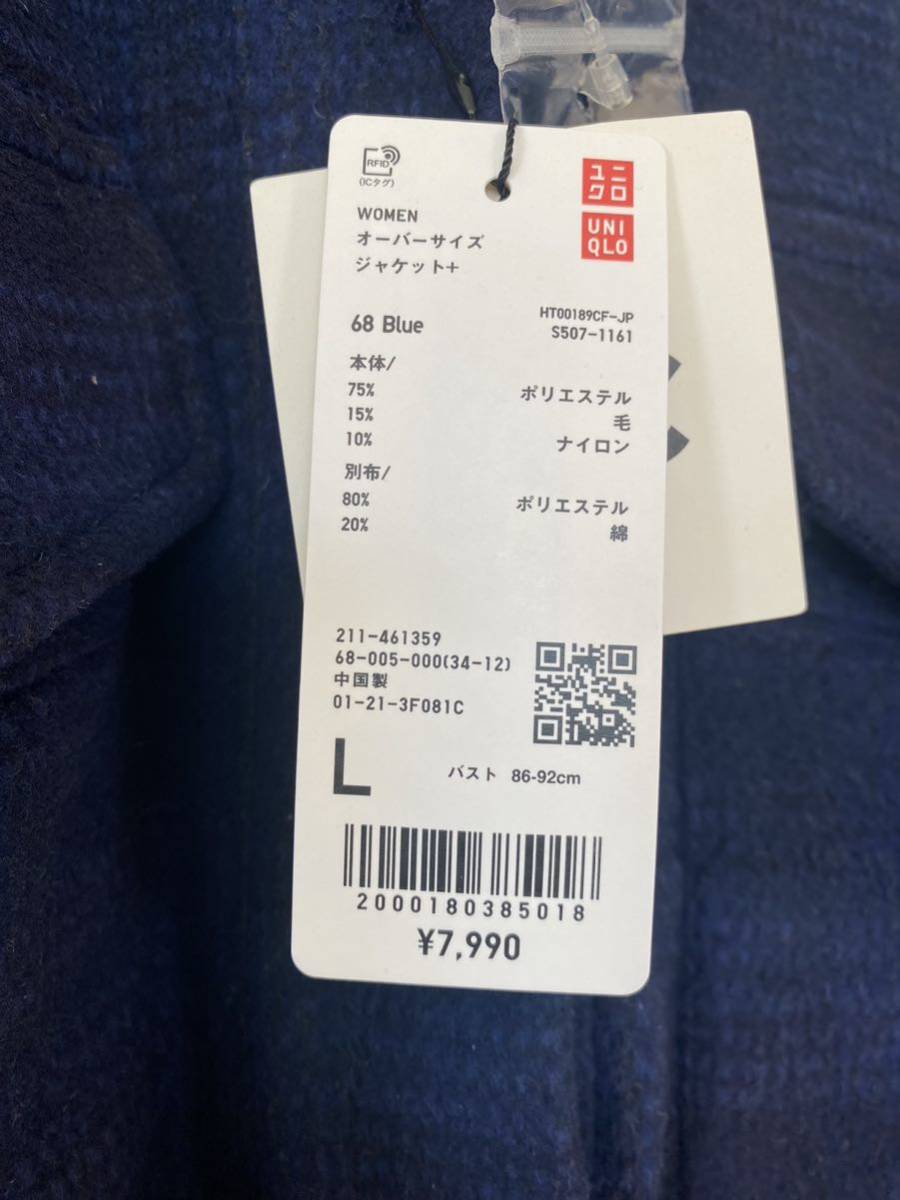 RFID
(ICタグ)
ユニクロ
UNI
QLO
WOMEN
オーバーサイズ
ジャケット+
68 Blue
HT00189CF-JP
S507-1161
本体/
75% ポリエステル
15% 毛
10% ナイロン
別布/
80% ポリエステル
20% 綿
211-461359
68-005-000(34-12)
中国製
01-21-3F081C
L バスト 86-92cm
2000180385018
¥7,990